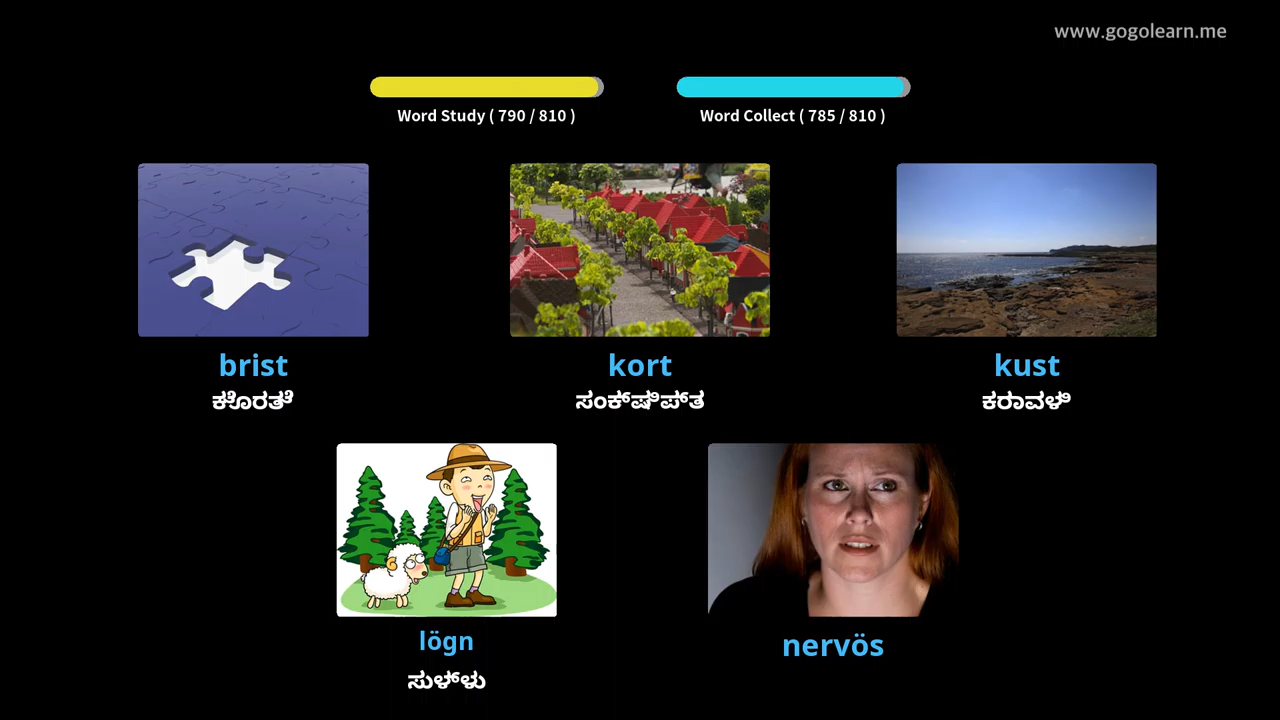 www.gogolearn.me
Word Study ( 790 / 810 )
Word Collect ( 785 / 810 )
brist
ಕೊರತೆ
kort
ಸಂಕ್ಷಿಪ್ತ
kust
ಕರಾವಳಿ
lögn
ಸುಳ್ಳು
nervös